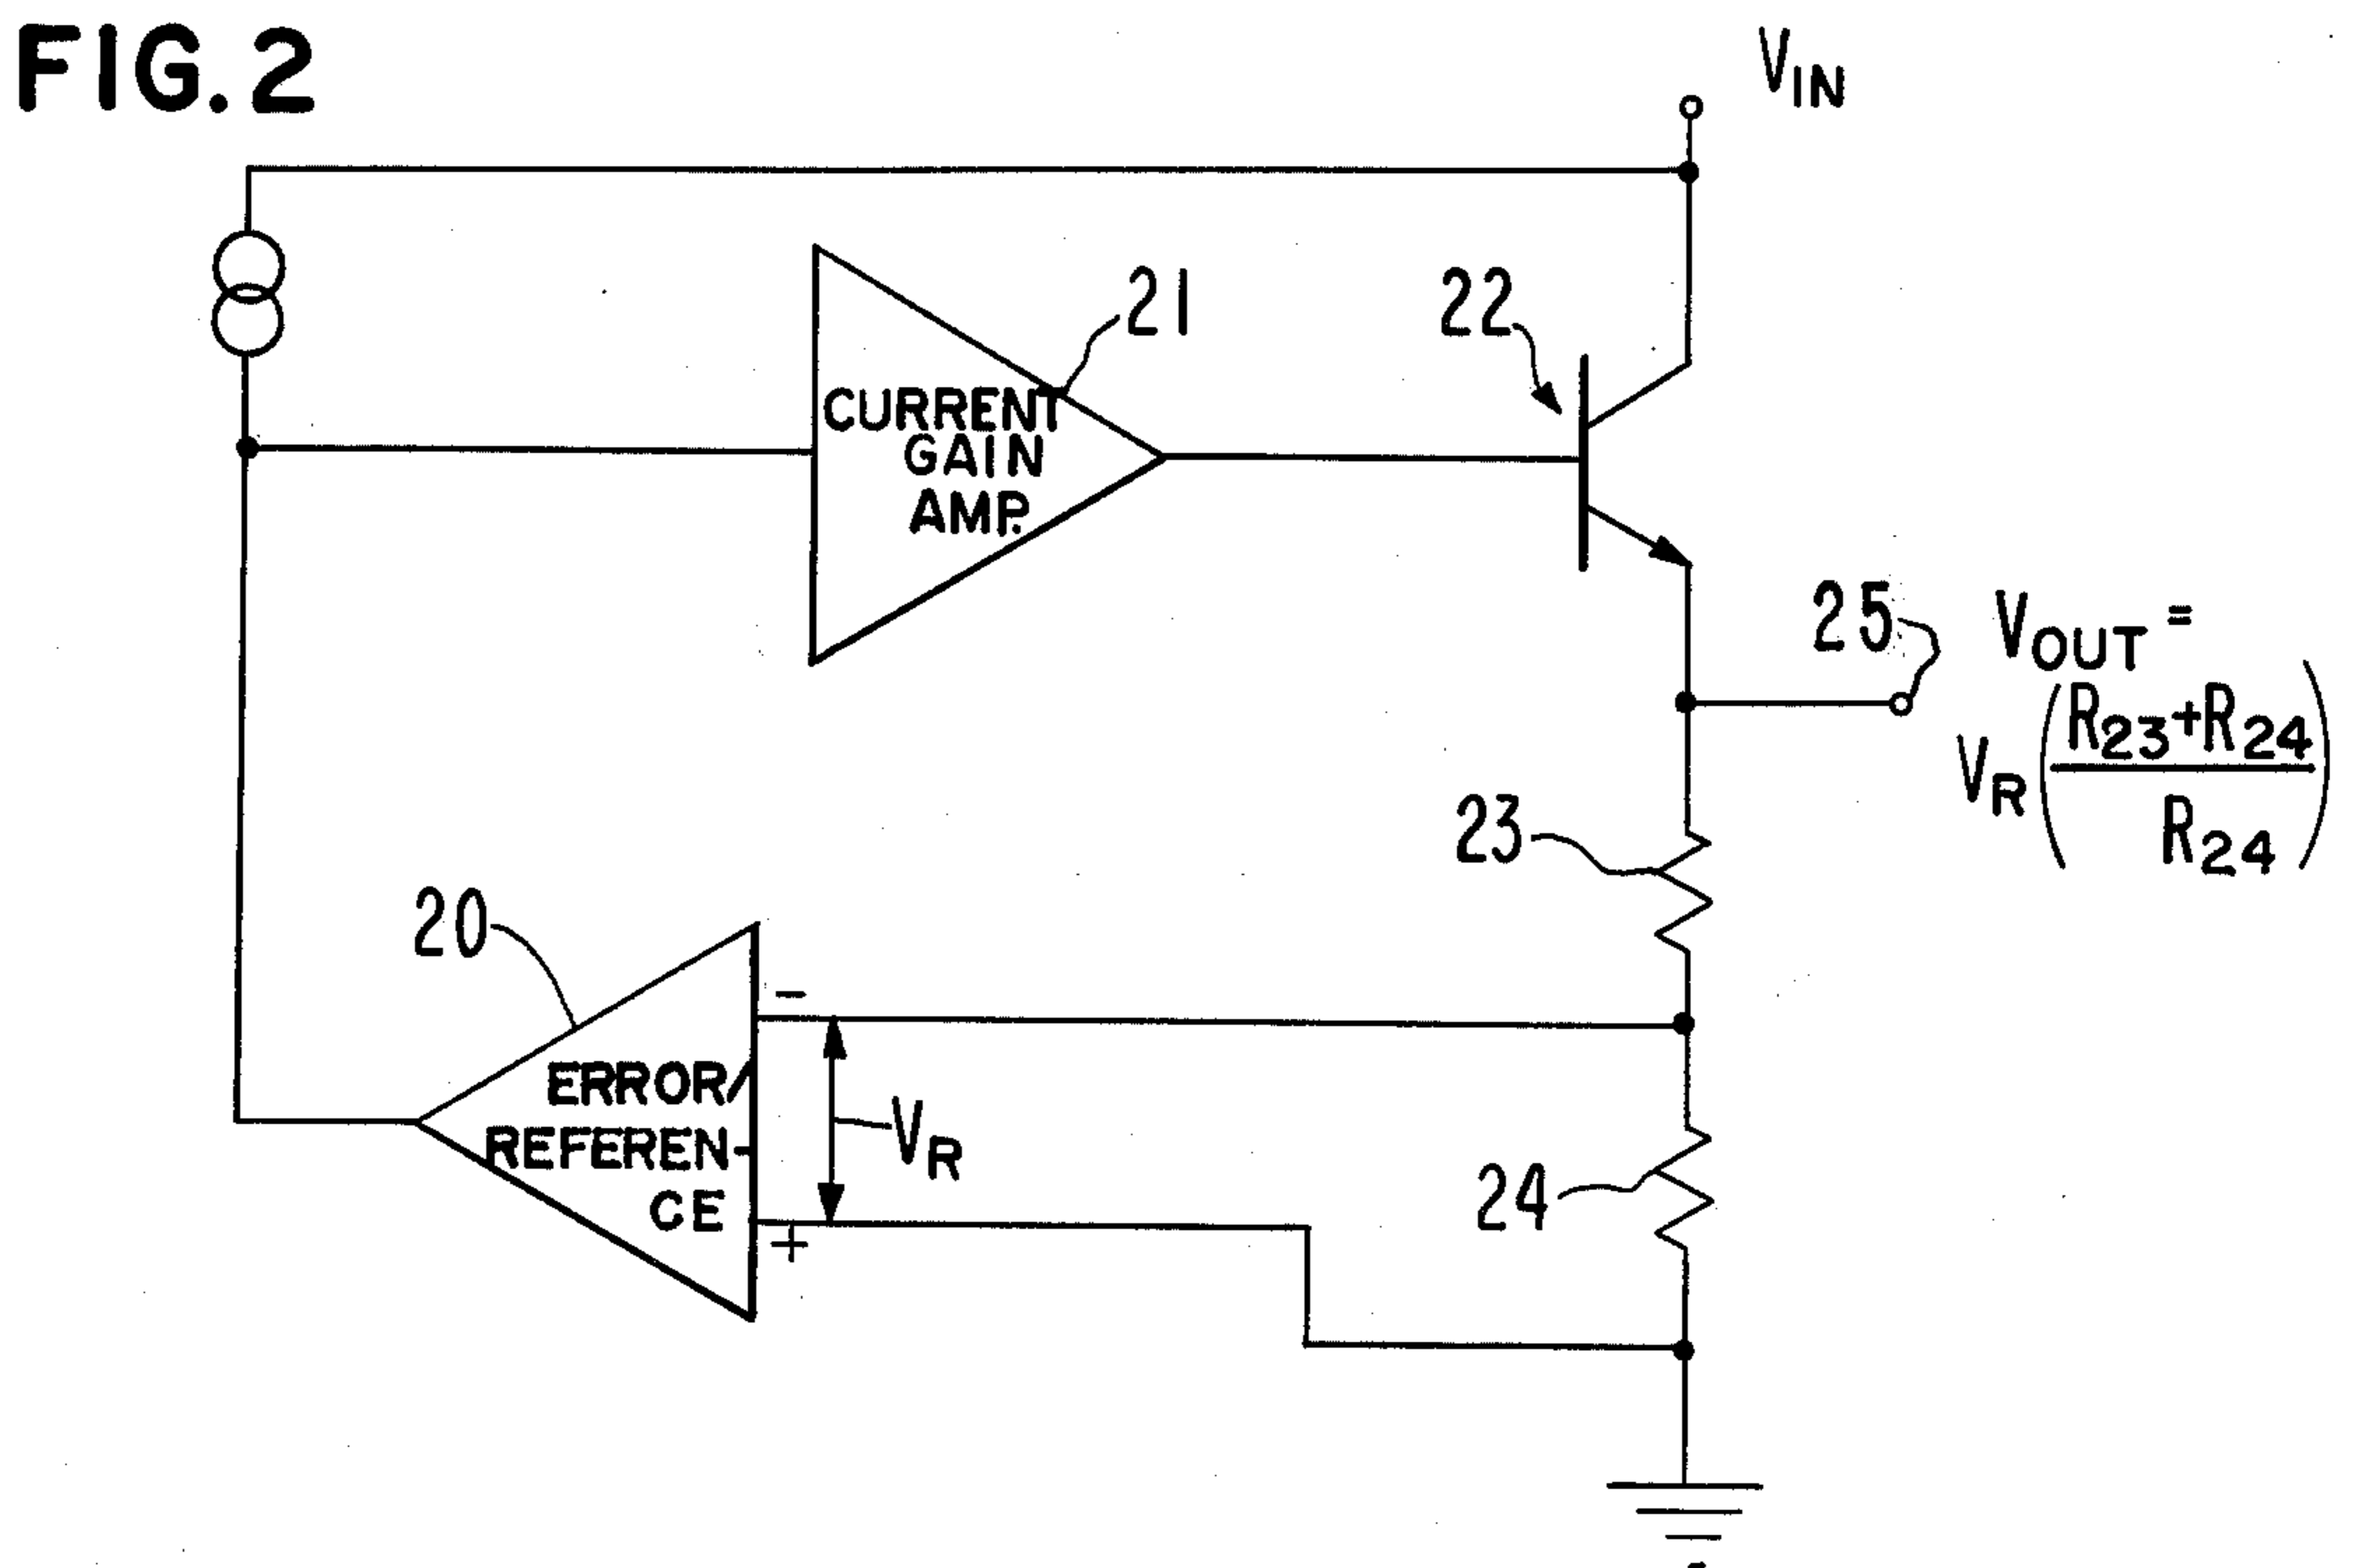 FIG. 2
VIN
21
22
CURRENT
GAIN
AMP.
25
VOUT =
VR (R23+R24 / R24)
23
20
-
ERROR/
REFEREN-
CE
VR
+
24